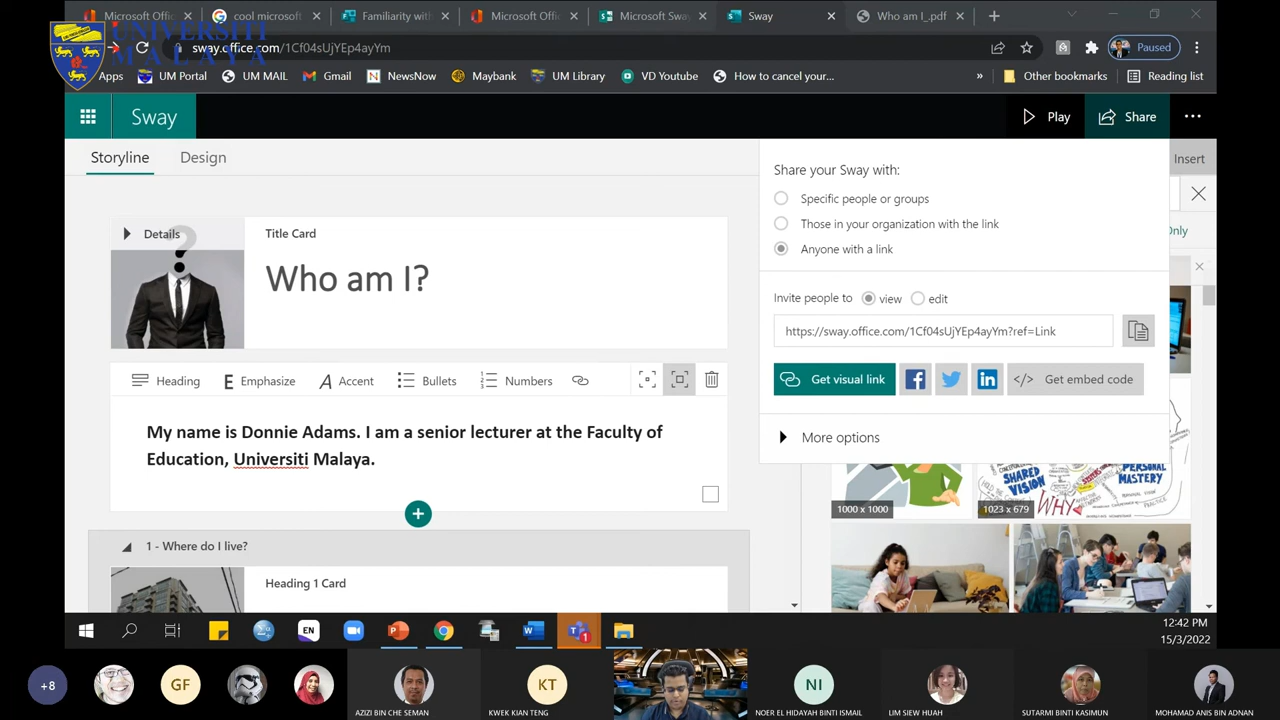 Microsoft Offic
cool microsoft
Familiarity with
Microsoft Offic
Microsoft Sway
Sway
Who am I_.pdf
UNIVERSITI
MALAYA
sway.office.com/1Cf04sUjYEp4ayYm
Paused
Apps
UM Portal
UM MAIL
Gmail
NewsNow
Maybank
UM Library
VD Youtube
How to cancel your...
»
Other bookmarks
Reading list
Sway
Play
Share
Storyline
Design
Insert
Share your Sway with:
Specific people or groups
Those in your organization with the link
Anyone with a link
Only
Invite people to
view
edit
https://sway.office.com/1Cf04sUjYEp4ayYm?ref=Link
Get visual link
</> Get embed code
More options
Details
Title Card
Who am I?
Heading
E Emphasize
A Accent
Bullets
Numbers
My name is Donnie Adams. I am a senior lecturer at the Faculty of
Education, Universiti Malaya.
1 - Where do I live?
Heading 1 Card
SHARED
VISION
PERSONAL
MASTERY
WHY
1000 x 1000
1023 x 679
EN
1
12:42 PM
15/3/2022
+8
GF
AZIZI BIN CHE SEMAN
KT
KWEK KIAN TENG
NI
NOER EL HIDAYAH BINTI ISMAIL
LIM SIEW HUAH
SUTARMI BINTI KASIMUN
MOHAMAD ANIS BIN ADNAN